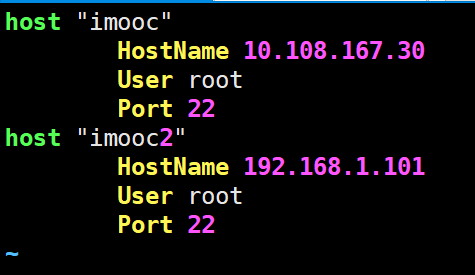 host "imooc"
        HostName 10.108.167.30
        User root
        Port 22
host "imooc2"
        HostName 192.168.1.101
        User root
        Port 22
~